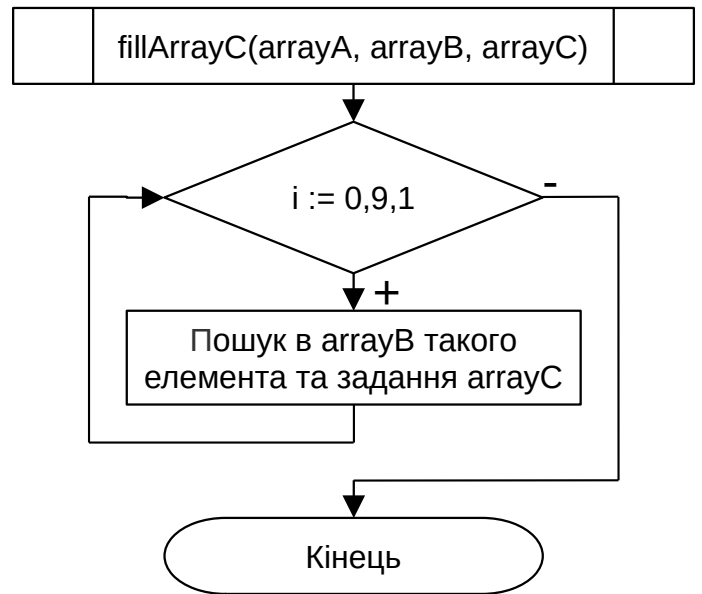 fillArrayC(arrayA, arrayB, arrayC)
i := 0,9,1
-
+
Пошук в arrayB такого
елемента та задання arrayC
Кінець